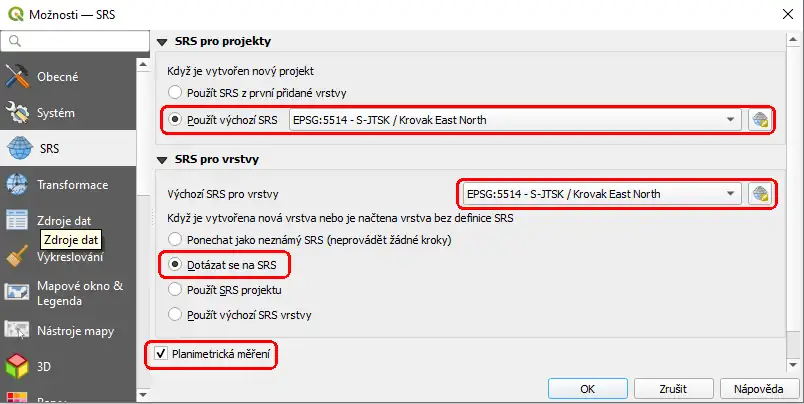 Možnosti — SRS
Obecné
Systém
SRS
Transformace
Zdroje dat
Zdroje dat
Vykreslování
Mapové okno &
Legenda
Nástroje mapy
3D
SRS pro projekty
Když je vytvořen nový projekt
Použít SRS z první přidané vrstvy
Použít výchozí SRS
EPSG:5514 - S-JTSK / Krovak East North
SRS pro vrstvy
Výchozí SRS pro vrstvy
EPSG:5514 - S-JTSK / Krovak East North
Když je vytvořena nová vrstva nebo je načtena vrstva bez definice SRS
Ponechat jako neznámý SRS (neprovádět žádné kroky)
Dotázat se na SRS
Použít SRS projektu
Použít výchozí SRS vrstvy
Planimetrická měření
OK
Zrušit
Nápověda